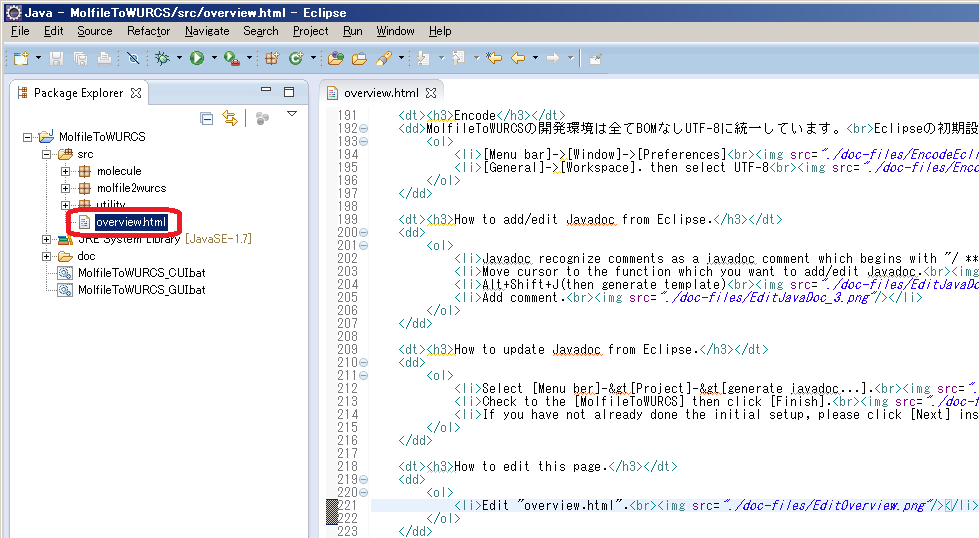 Java - MolfileToWURCS/src/overview.html - Eclipse
File Edit Source Refactor Navigate Search Project Run Window Help
Package Explorer
MolfileToWURCS
src
molecule
molfile2wurcs
utility
overview.html
JRE System Library [JavaSE-1.7]
doc
MolfileToWURCS_CUI.bat
MolfileToWURCS_GUI.bat
overview.html
191 <dt><h3>Encode</h3></dt>
192 <dd>MolfileToWURCSの開発環境は全てBOMなしUTF-8に統一しています。<br>Eclipseの初期設
193 <ol>
194 <li>[Menu bar]->[Window]->[Preferences]<br><img src="./doc-files/EncodeEcli
195 <li>[General]->[Workspace]. then select UTF-8<br><img src="./doc-files/Enco
196 </ol>
197 </dd>
198
199 <dt><h3>How to add/edit Javadoc from Eclipse.</h3></dt>
200 <dd>
201 <ol>
202 <li>Javadoc recognize comments as a javadoc comment which begins with "/ **
203 <li>Move cursor to the function which you want to add/edit Javadoc.<br><img
204 <li>Alt+Shift+J(then generate template)<br><img src="./doc-files/EditJavaDo
205 <li>Add comment.<br><img src="./doc-files/EditJavaDoc_3.png"/></li>
206 </ol>
207 </dd>
208
209 <dt><h3>How to update Javadoc from Eclipse.</h3></dt>
210 <dd>
211 <ol>
212 <li>Select [Menu ber]-&gt[Project]-&gt[generate javadoc...].<br><img src=".
213 <li>Check to the [MolfileToWURCS] then click [Finish].<br><img src="./doc-f
214 <li>If you have not already done the initial setup, please click [Next] ins
215 </ol>
216 </dd>
217
218 <dt><h3>How to edit this page.</h3></dt>
219 <dd>
220 <ol>
221 <li>Edit "overview.html".<br><img src="./doc-files/EditOverview.png"/></li>
222 </ol>
223 </dd>